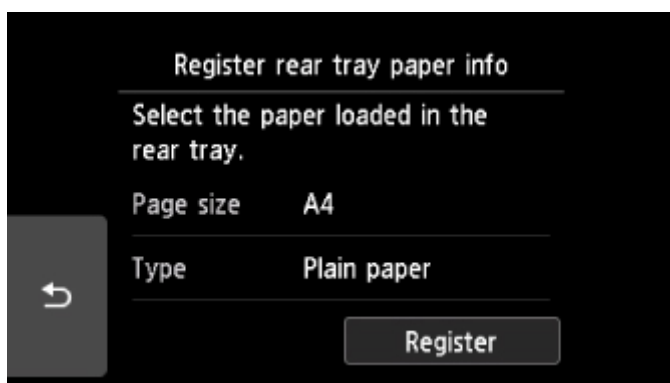 Register rear tray paper info
Select the paper loaded in the
rear tray.
Page size A4
Type Plain paper
Register